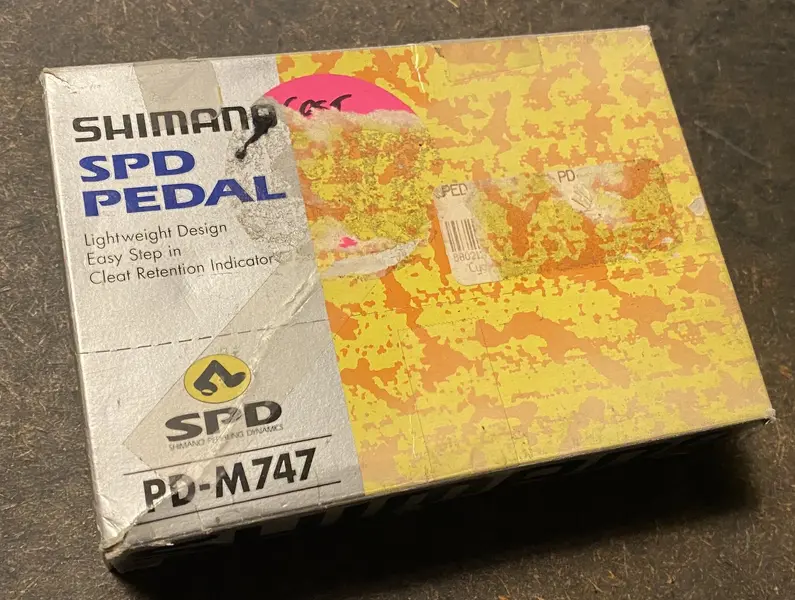 SHIMANO
COST
SPD
PEDAL
Lightweight Design
Easy Step in
Cleat Retention Indicator
PED
PD
SPD
SHIMANO PEDALING DYNAMICS
PD-M747